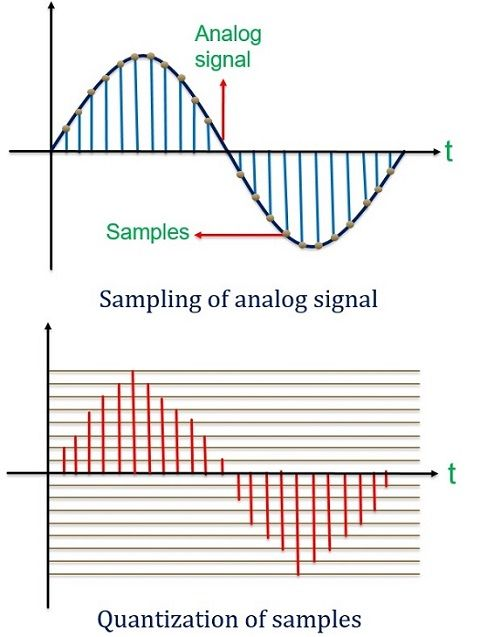 Analog
signal
t
Samples
Sampling of analog signal
t
Quantization of samples